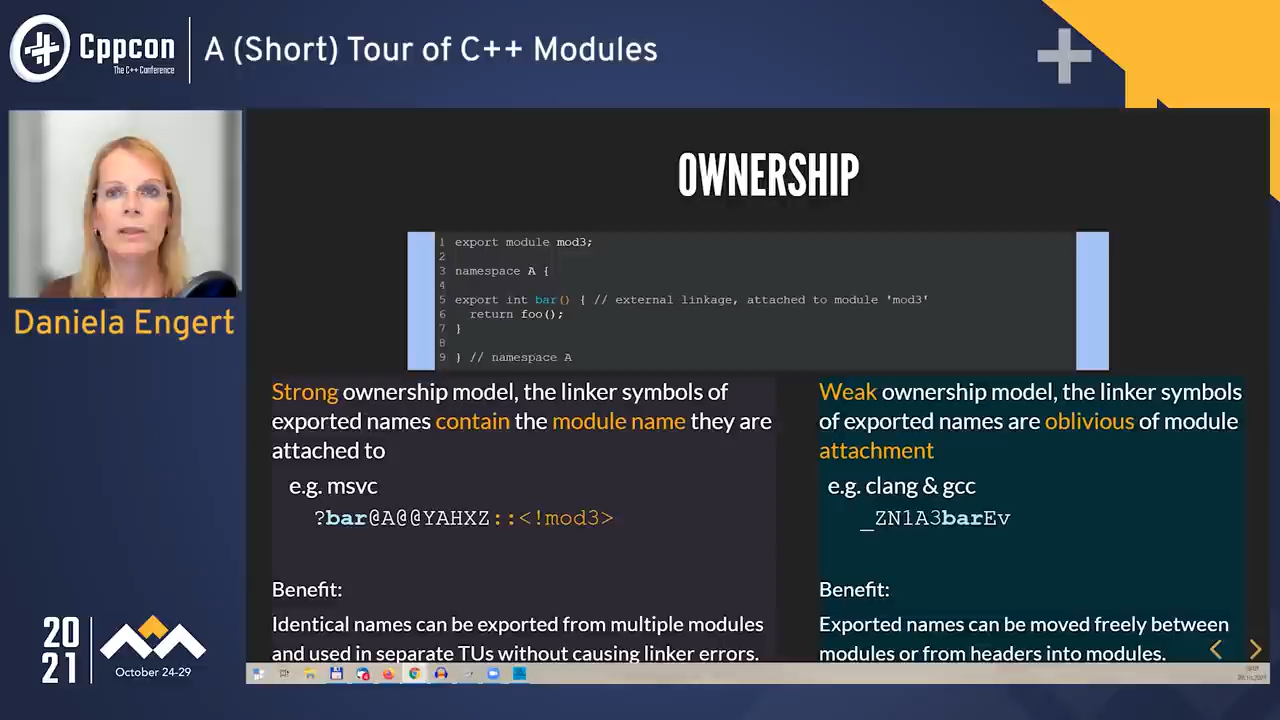 Cppcon
The C++ Conference
A (Short) Tour of C++ Modules
Daniela Engert
20
21
October 24-29
OWNERSHIP
1 export module mod3;
2
3 namespace A {
4
5 export int bar() { // external linkage, attached to module 'mod3'
6 return foo();
7 }
8
9 } // namespace A
Strong ownership model, the linker symbols of
exported names contain the module name they are
attached to
e.g. msvc
?bar@A@@YAHXZ::<!mod3>
Benefit:
Identical names can be exported from multiple modules
and used in separate TUs without causing linker errors.
Weak ownership model, the linker symbols
of exported names are oblivious of module
attachment
e.g. clang & gcc
_ZN1A3barEv
Benefit:
Exported names can be moved freely between
modules or from headers into modules.